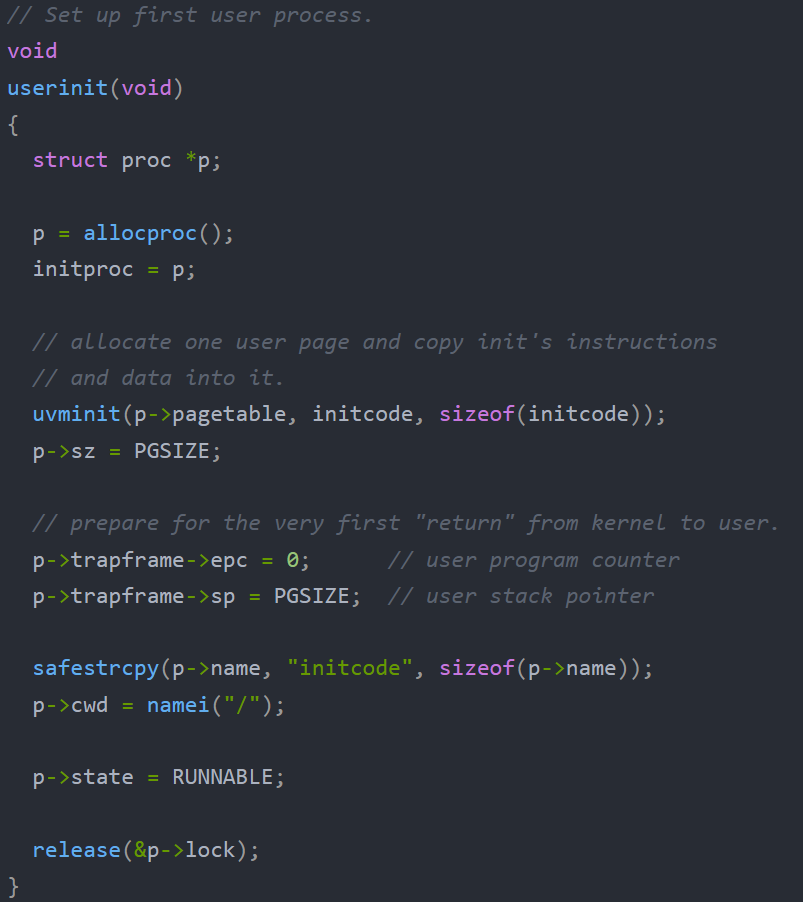 // Set up first user process.
void
userinit(void)
{
  struct proc *p;

  p = allocproc();
  initproc = p;

  // allocate one user page and copy init's instructions
  // and data into it.
  uvminit(p->pagetable, initcode, sizeof(initcode));
  p->sz = PGSIZE;

  // prepare for the very first "return" from kernel to user.
  p->trapframe->epc = 0;      // user program counter
  p->trapframe->sp = PGSIZE;  // user stack pointer

  safestrcpy(p->name, "initcode", sizeof(p->name));
  p->cwd = namei("/");

  p->state = RUNNABLE;

  release(&p->lock);
}